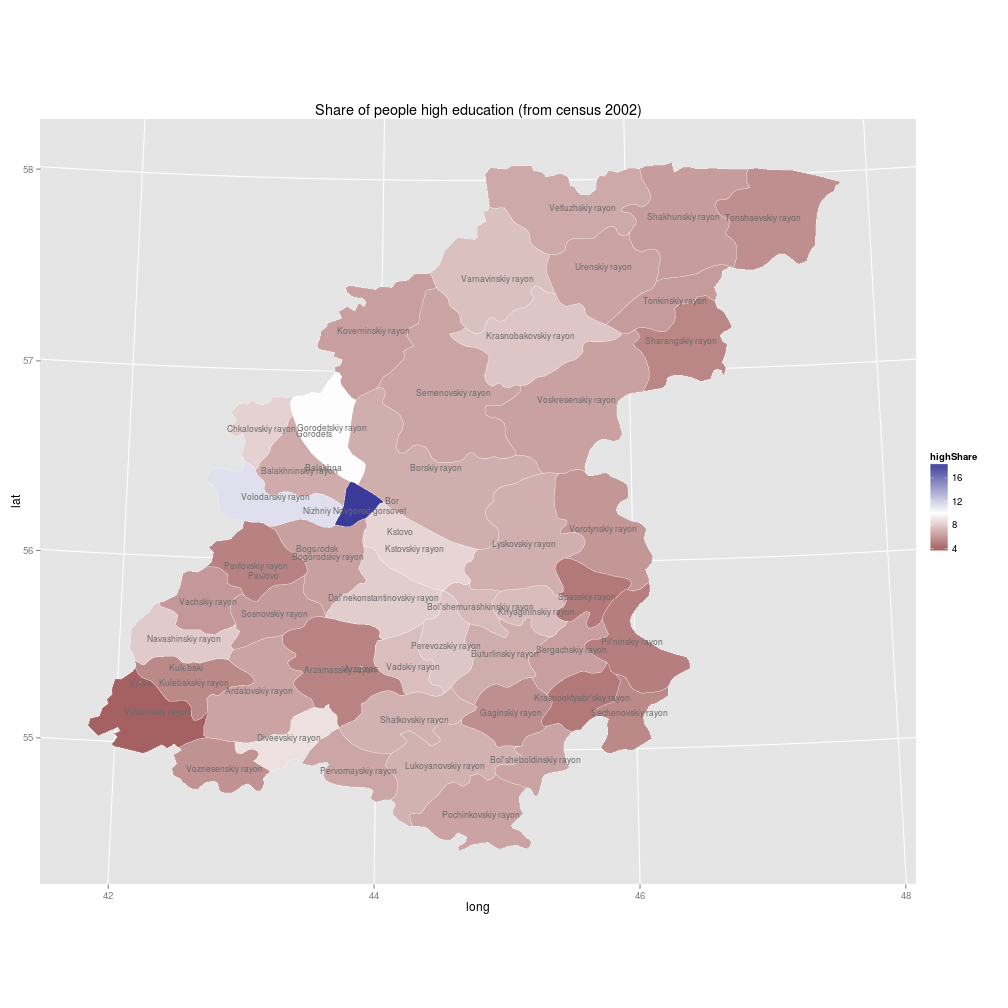 Share of people high education (from census 2002)
58
57
56
55
lat
42
44
46
48
long
highShare
16
12
8
4
Vetluzhskiy rayon
Shakhunskiy rayon
Tonshaevskiy rayon
Urenskiy rayon
Varnavinskiy rayon
Tonkinskiy rayon
Koverninskiy rayon
Krasnobakovskiy rayon
Sharangskiy rayon
Semenovskiy rayon
Voskresenskiy rayon
Chkalovskiy rayon
Gorodetskiy rayon
Gorodets
Balakhna
Balakhninskiy rayon
Borskiy rayon
Volodarskiy rayon
Bor
Nizhniy Novgorod gorsovet
Kstovo
Vorotynskiy rayon
Lyskovskiy rayon
Bogorodsk
Kstovskiy rayon
Bogorodskiy rayon
Pavlovskiy rayon
Pavlovo
Vachskiy rayon
Dal'nekonstantinovskiy rayon
Spasskiy rayon
Bol'shemurashkinskiy rayon
Knyagininskiy rayon
Sosnovskiy rayon
Navashinskiy rayon
Pil'ninskiy rayon
Perevozskiy rayon
Sergachskiy rayon
Buturlinskiy rayon
Kulebaki
Vadskiy rayon
Arzamasskiy rayon
Arzamas
Vyksa
Kulebakskiy rayon
Ardatovskiy rayon
Krasnooktyabr'skiy rayon
Vyksunskiy rayon
Gaginskiy rayon
Sechenovskiy rayon
Shatkovskiy rayon
Diveevskiy rayon
Bol'sheboldinskiy rayon
Voznesenskiy rayon
Pervomayskiy rayon
Lukoyanovskiy rayon
Pochinkovskiy rayon